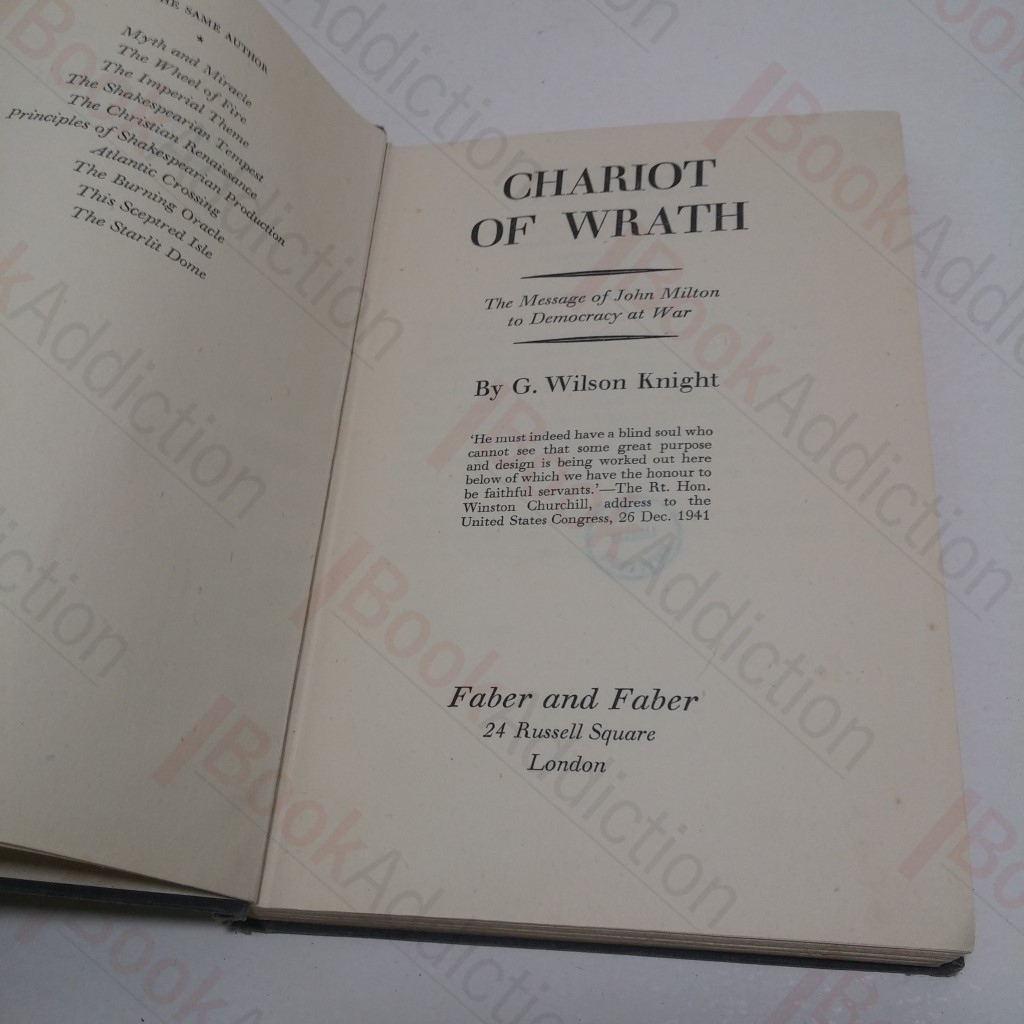 THE SAME AUTHOR
*
Myth and Miracle
The Wheel of Fire
The Imperial Theme
The Shakespearian Tempest
The Christian Renaissance
Principles of Shakespearian Production
Atlantic Crossing
The Burning Oracle
This Sceptred Isle
The Starlit Dome
CHARIOT
OF WRATH
The Message of John Milton
to Democracy at War
By G. Wilson Knight
'He must indeed have a blind soul who
cannot see that some great purpose
and design is being worked out here
below of which we have the honour to
be faithful servants.'—The Rt. Hon.
Winston Churchill, address to the
United States Congress, 26 Dec. 1941
Faber and Faber
24 Russell Square
London
BookAddiction